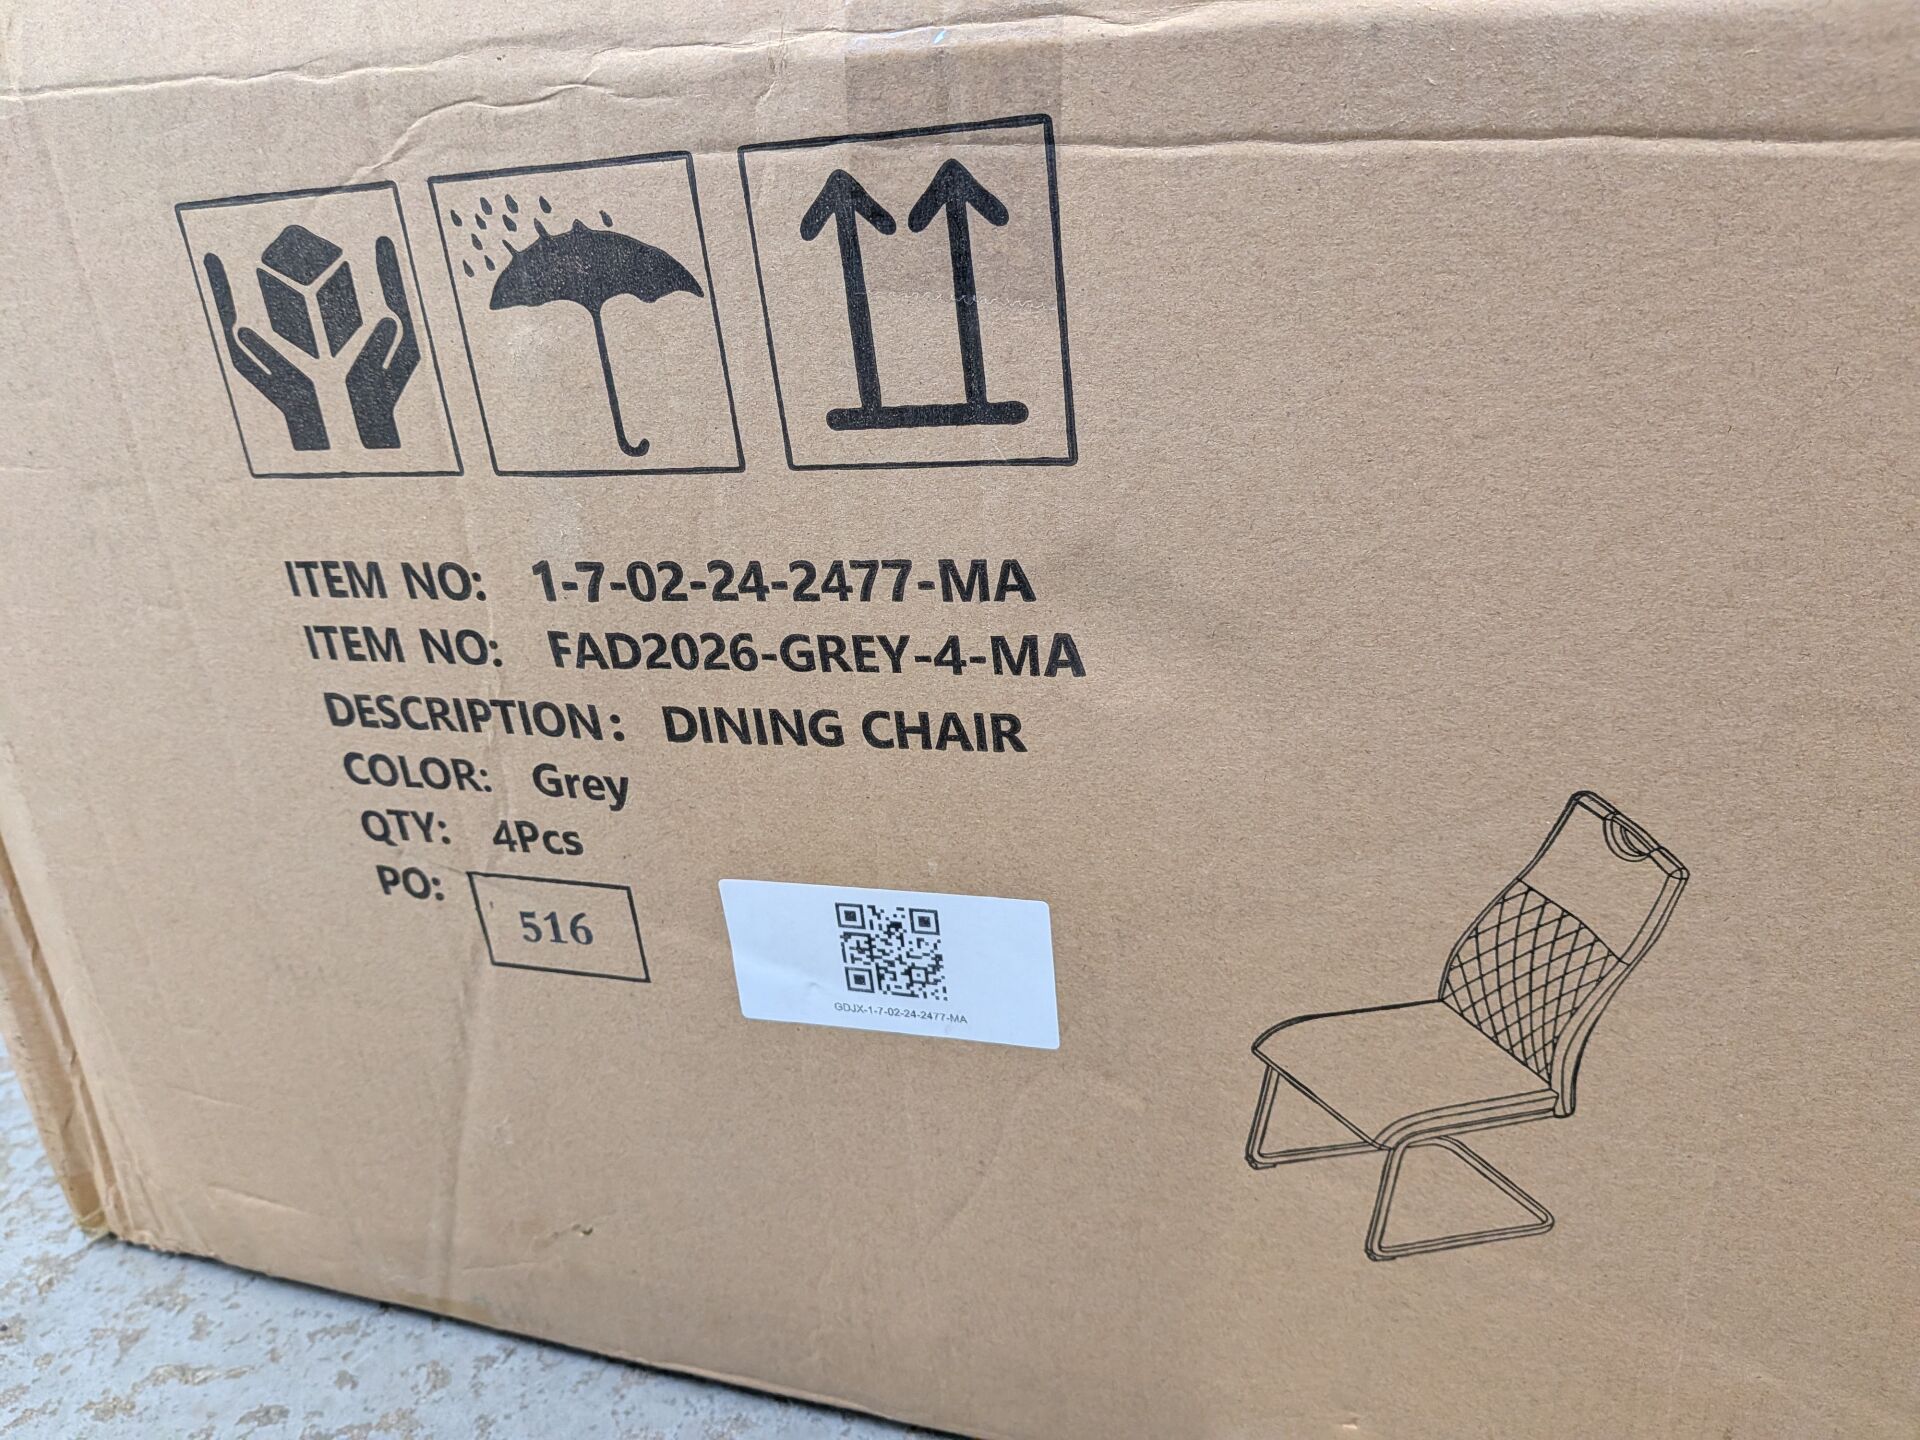 ITEM NO: 1-7-02-24-2477-MA
ITEM NO: FAD2026-GREY-4-MA
DESCRIPTION: DINING CHAIR
COLOR: Grey
QTY: 4Pcs
PO: 516
GDJX-1-7-02-24-2477-MA